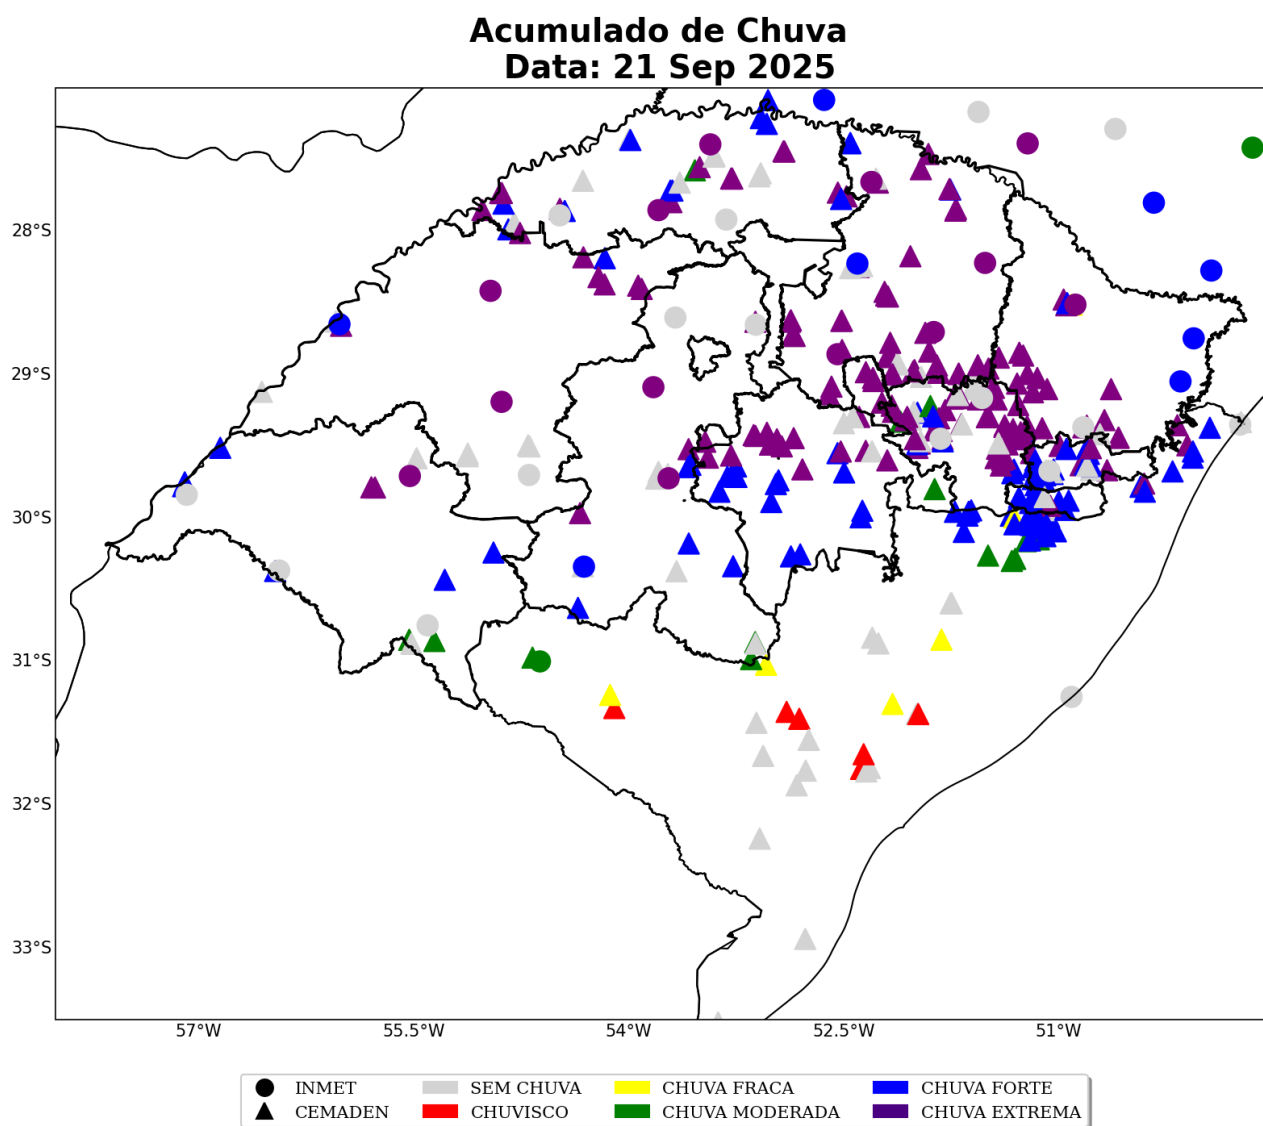 Acumulado de Chuva
Data: 21 Sep 2025
28°S
29°S
30°S
31°S
32°S
33°S
57°W
55.5°W
54°W
52.5°W
51°W
INMET
CEMADEN
SEM CHUVA
CHUVISCO
CHUVA FRACA
CHUVA MODERADA
CHUVA FORTE
CHUVA EXTREMA